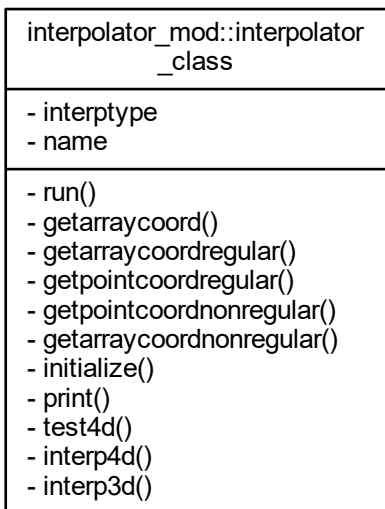 interpolator_mod::interpolator
_class
- interptype
- name
- run()
- getarraycoord()
- getarraycoordregular()
- getpointcoordregular()
- getpointcoordnonregular()
- getarraycoordnonregular()
- initialize()
- print()
- test4d()
- interp4d()
- interp3d()